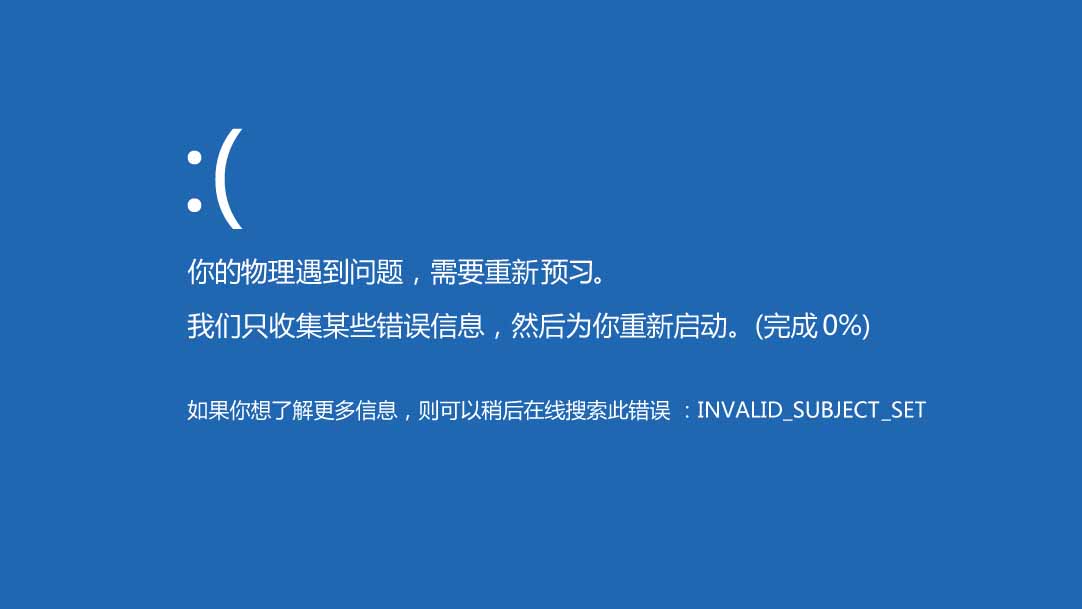 :(
你的物理遇到问题，需要重新预习。
我们只收集某些错误信息，然后为你重新启动。(完成 0%)
如果你想了解更多信息，则可以稍后在线搜索此错误 ：INVALID_SUBJECT_SET